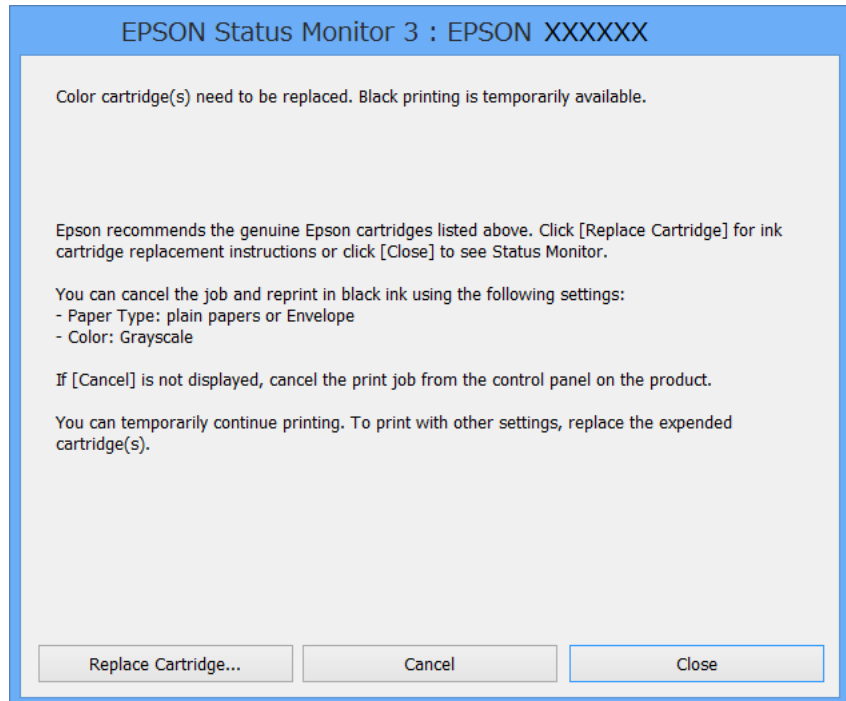 EPSON Status Monitor 3 : EPSON XXXXXX
Color cartridge(s) need to be replaced. Black printing is temporarily available.
Epson recommends the genuine Epson cartridges listed above. Click [Replace Cartridge] for ink
cartridge replacement instructions or click [Close] to see Status Monitor.
You can cancel the job and reprint in black ink using the following settings:
- Paper Type: plain papers or Envelope
- Color: Grayscale
If [Cancel] is not displayed, cancel the print job from the control panel on the product.
You can temporarily continue printing. To print with other settings, replace the expended
cartridge(s).
Replace Cartridge...
Cancel
Close